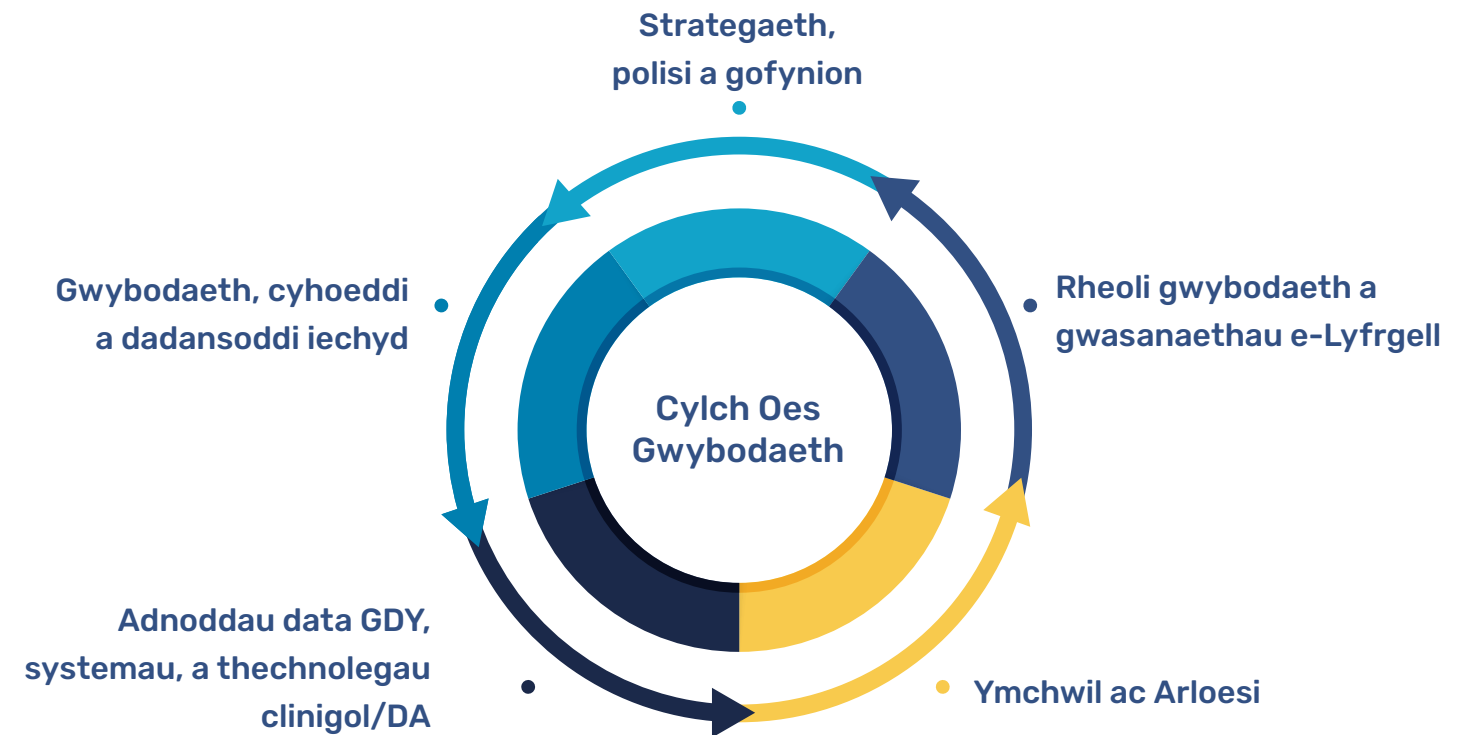 Strategaeth,
polisi a gofynion
Gwybodaeth, cyhoeddi
a dadansoddi iechyd
Rheoli gwybodaeth a
gwasanaethau e-Lyfrgell
Cylch Oes
Gwybodaeth
Adnoddau data GDY,
systemau, a thechnolegau
clinigol/DA
Ymchwil ac Arloesi